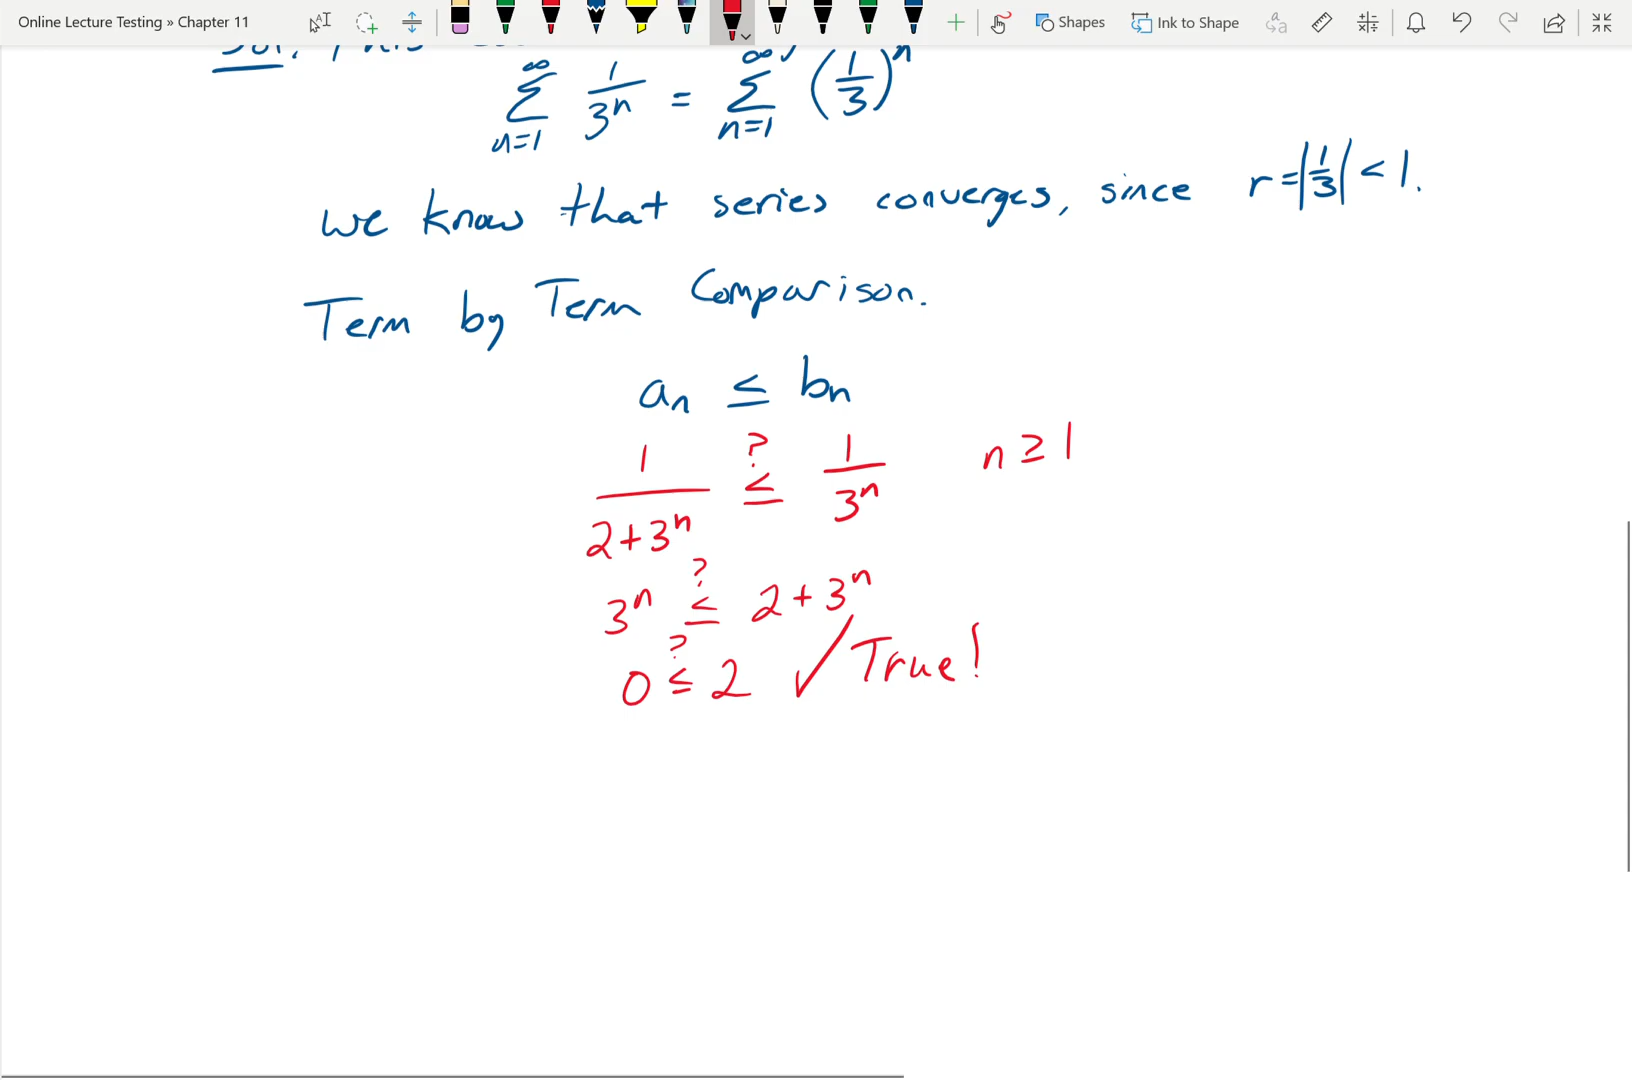 Online Lecture Testing » Chapter 11 Shapes Ink to Shape
∞ ∞
∑ 1/3ⁿ = ∑ (1/3)ⁿ
n=1 n=1
we know that series converges, since r=|1/3| < 1.
Term by Term Comparison.
aₙ ≤ bₙ
1/(2+3ⁿ) ≤? 1/3ⁿ n ≥ 1
3ⁿ ≤? 2+3ⁿ
0 ≤? 2 ✓ True!